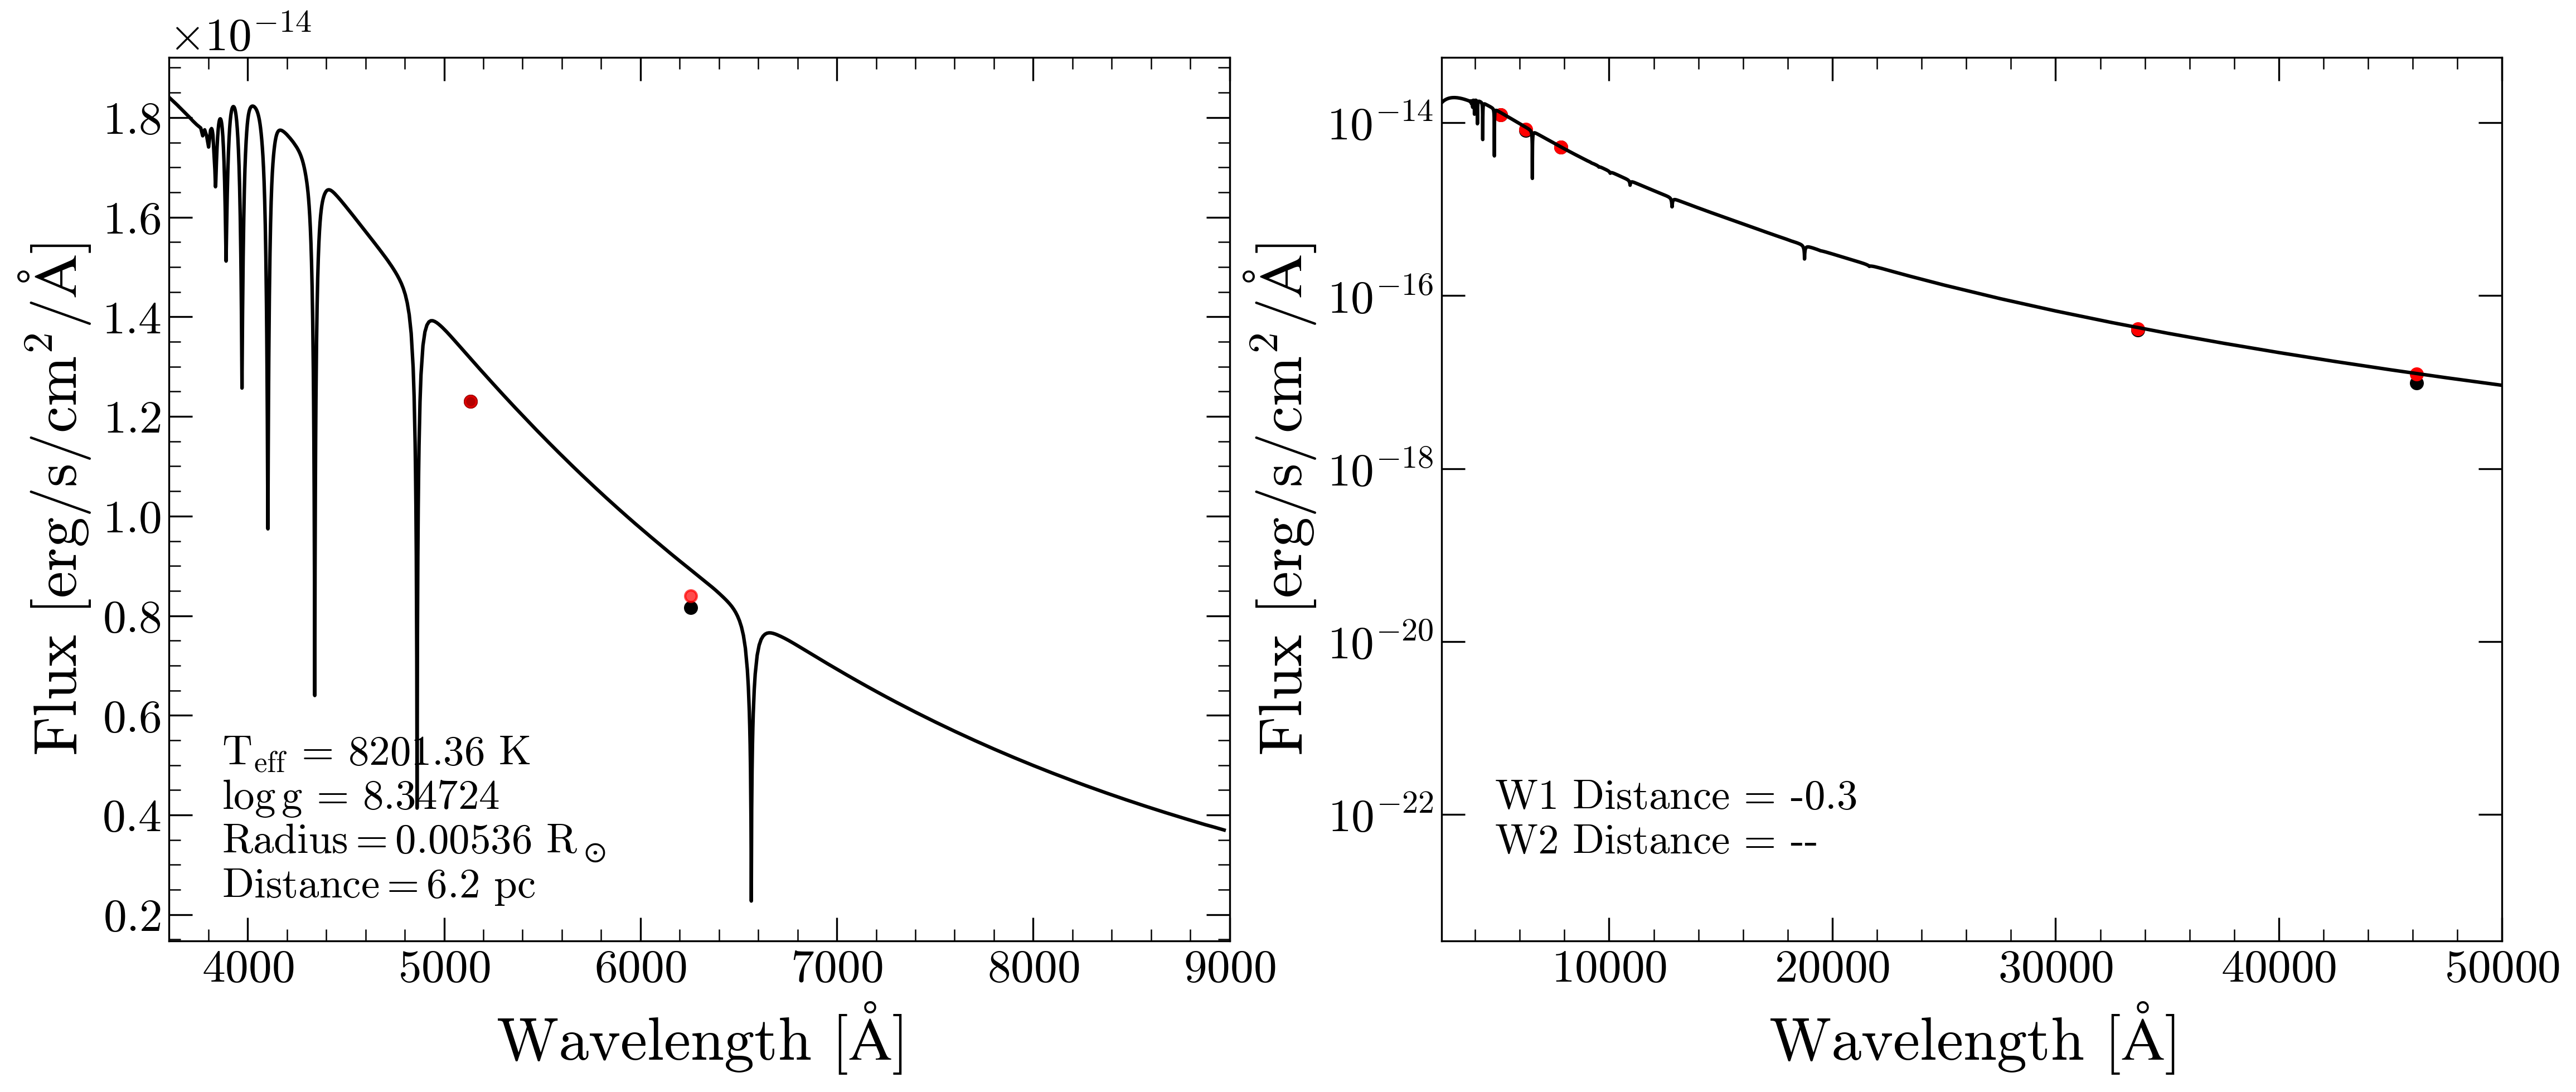 ×10⁻¹⁴
1.8
1.6
1.4
1.2
1.0
0.8
0.6
0.4
0.2
Flux [erg/s/cm²/Å]
T_eff = 8201.36 K
log g = 8.34724
Radius = 0.00536 R_⊙
Distance = 6.2 pc
4000 5000 6000 7000 8000 9000
Wavelength [Å]
10⁻¹⁴
10⁻¹⁶
10⁻¹⁸
10⁻²⁰
10⁻²²
Flux [erg/s/cm²/Å]
W1 Distance = -0.3
W2 Distance = --
10000 20000 30000 40000 50000
Wavelength [Å]